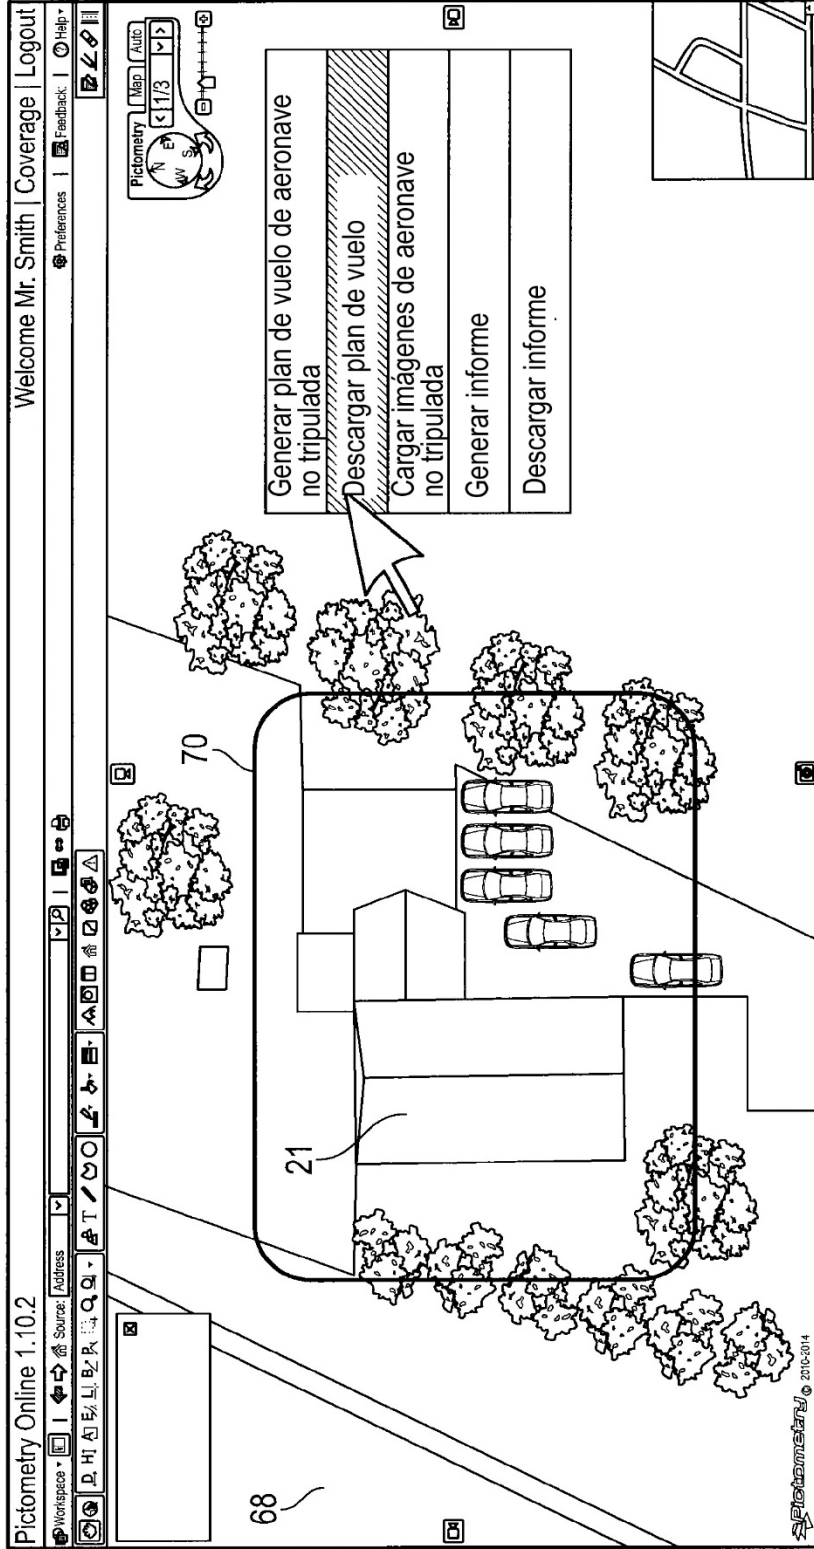 Pictometry Online 1.10.2
Welcome Mr. Smith | Coverage | Logout
Workspace
Source: Address
Preferences | Feedback: | Help
Pictometry Map Auto
1/3
N
E
S
W
Generar plan de vuelo de aeronave
no tripulada
Descargar plan de vuelo
Cargar imágenes de aeronave
no tripulada
Generar informe
Descargar informe
70
21
68
Pictometry © 2010-2014